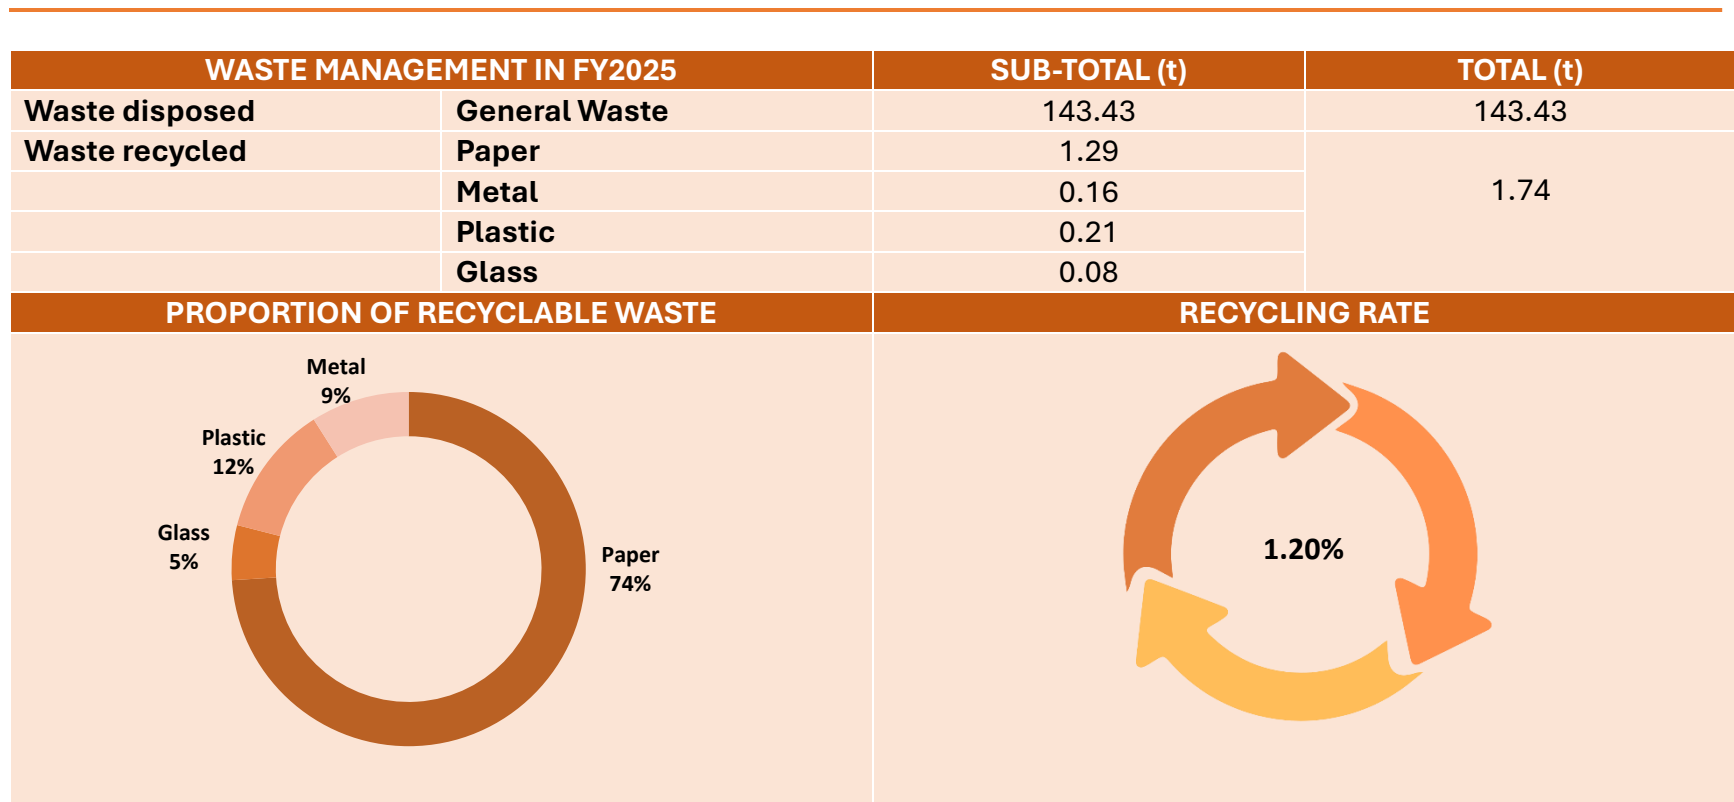 WASTE MANAGEMENT IN FY2025 SUB-TOTAL (t) TOTAL (t)
Waste disposed General Waste 143.43 143.43
Waste recycled Paper 1.29
Metal 0.16 1.74
Plastic 0.21
Glass 0.08
PROPORTION OF RECYCLABLE WASTE RECYCLING RATE
Metal
9%
Plastic
12%
Glass
5%
Paper
74%
1.20%